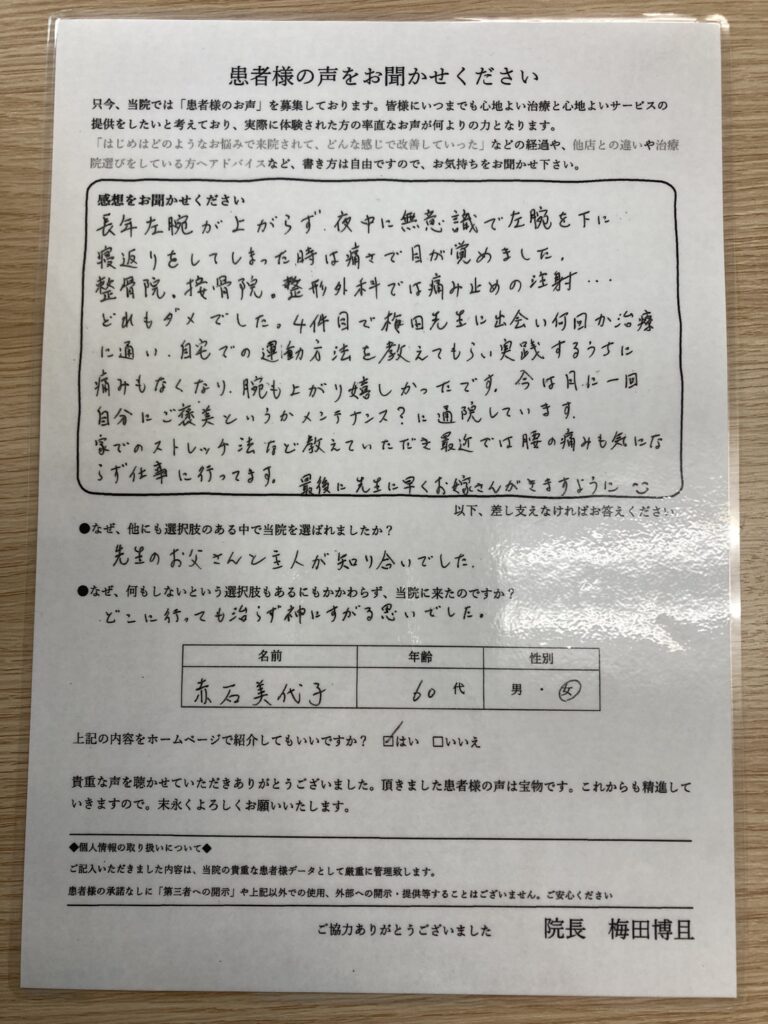 患者様の声をお聞かせください
只今、当院では「患者様のお声」を募集しております。皆様にいつまでも心地よい治療と心地よいサービスの
提供をしたいと考えており、実際に体験された方の率直なお声が何よりの力となります。
「はじめはどのようなお悩みで来院されて、どんな感じで改善していった」などの経過や、他店との違いや治療
院選びをしている方へアドバイスなど、書き方は自由ですので、お気持ちをお聞かせ下さい。
感想をお聞かせください
長年左腕が上がらず、夜中に無意識で左腕を下に
寝返りをしてしまった時は痛さで目が覚めました。
整骨院。接骨院。整形外科では痛み止めの注射…
どれもダメでした。4件目で梅田先生に出会い何回か治療
に通い、自宅での運動方法を教えてもらい実践するうちに
痛みもなくなり、腕も上がり嬉しかったです。今は月に一回
自分にご褒美というかメンテナンス?に通院しています。
家でのストレッチ法など教えていただき最近では腰の痛みも気にな
らず仕事に行ってます。 最後に先生に早くお嫁さんがきますように
以下、差し支えなければお答えください。
●なぜ、他にも選択肢のある中で当院を選ばれましたか?
先生のお父さんと主人が知り合いでした。
●なぜ、何もしないという選択肢もあるにもかかわらず、当院に来たのですか?
どこに行っても治らず神にすがる思いでした。
名前 年齢 性別
赤石美代子 60代 男・女
上記の内容をホームページで紹介してもいいですか? ☑はい □いいえ
貴重な声を聴かせていただきありがとうございました。頂きました患者様の声は宝物です。これからも精進して
いきますので。末永くよろしくお願いいたします。
◆個人情報の取り扱いについて◆
ご記入いただきました内容は、当院の貴重な患者様データとして厳重に管理致します。
患者様の承諾なしに「第三者への開示」や上記以外での使用、外部への開示・提供等することはございません。ご安心ください
ご協力ありがとうございました 院長 梅田博且